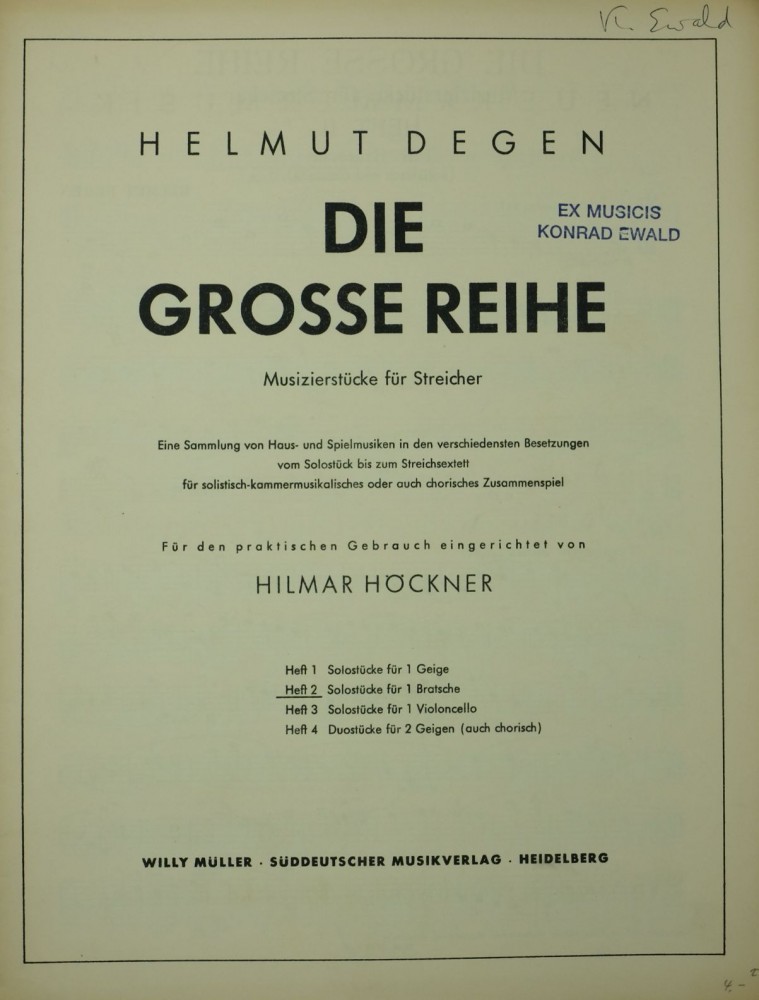 K. Ewald
HELMUT DEGEN
DIE
GROSSE REIHE
EX MUSICIS
KONRAD EWALD
Musizierstücke für Streicher
Eine Sammlung von Haus- und Spielmusiken in den verschiedensten Besetzungen
vom Solostück bis zum Streichsextett
für solistisch-kammermusikalisches oder auch chorisches Zusammenspiel
Für den praktischen Gebrauch eingerichtet von
HILMAR HÖCKNER
Heft 1 Solostücke für 1 Geige
Heft 2 Solostücke für 1 Bratsche
Heft 3 Solostücke für 1 Violoncello
Heft 4 Duostücke für 2 Geigen (auch chorisch)
WILLY MÜLLER · SÜDDEUTSCHER MUSIKVERLAG · HEIDELBERG
4.–